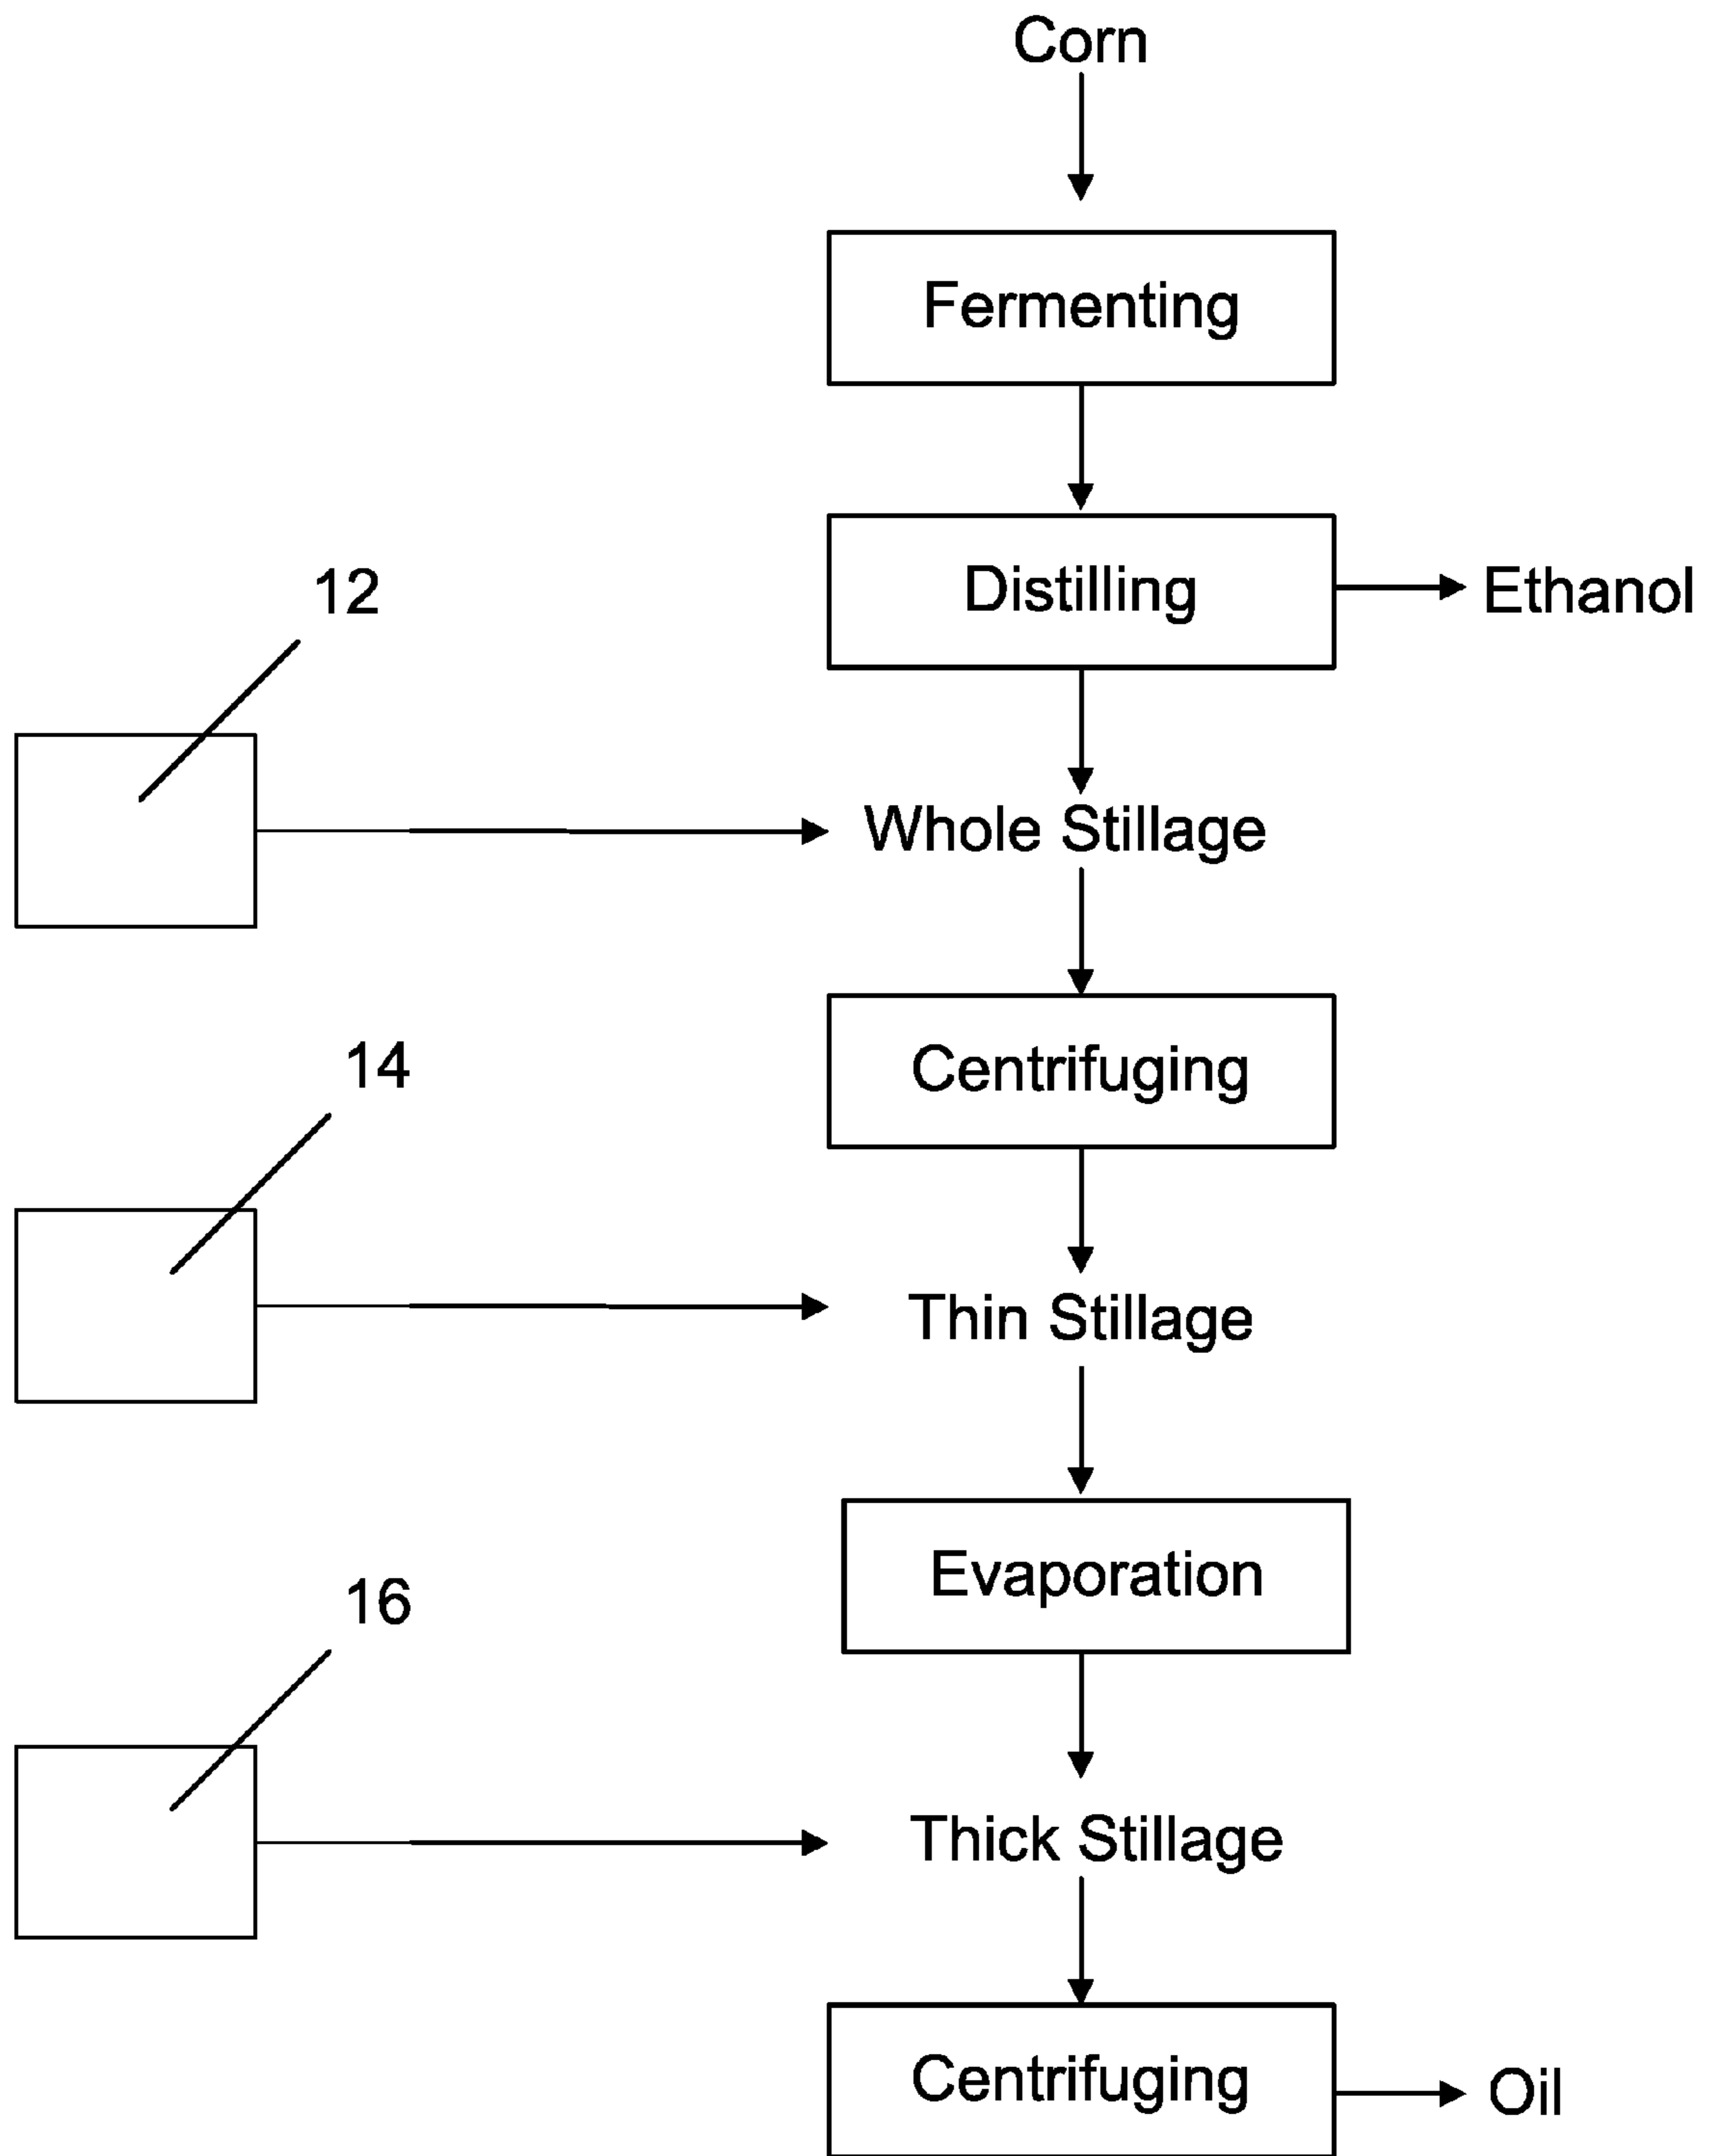 Corn
Fermenting
Distilling
Ethanol
12
Whole Stillage
14
Centrifuging
Thin Stillage
16
Evaporation
Thick Stillage
Centrifuging
Oil